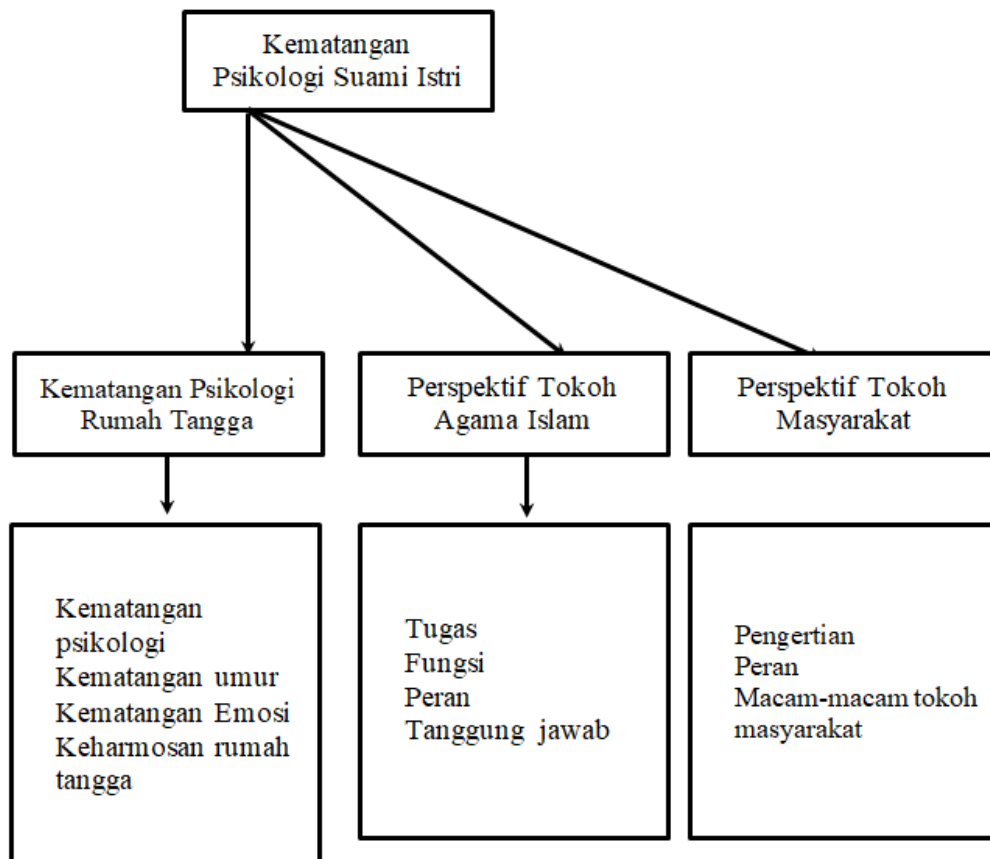 Kematangan
Psikologi Suami Istri
Kematangan Psikologi
Rumah Tangga
Perspektif Tokoh
Agama Islam
Perspektif Tokoh
Masyarakat
Kematangan
psikologi
Kematangan umur
Kematangan Emosi
Keharmosan rumah
tangga
Tugas
Fungsi
Peran
Tanggung jawab
Pengertian
Peran
Macam-macam tokoh
masyarakat